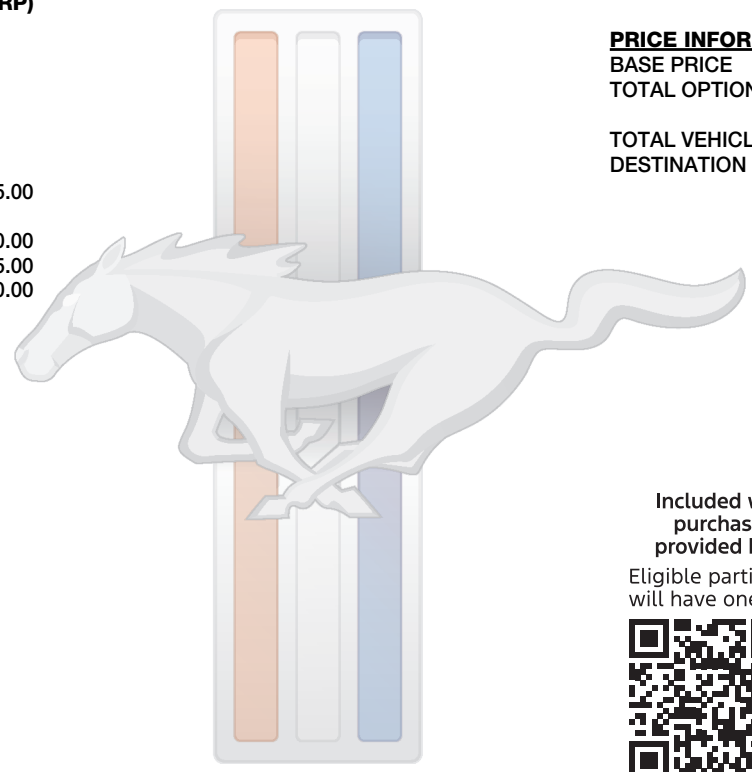 RP)
PRICE INFOR
BASE PRICE
TOTAL OPTION
TOTAL VEHICL
DESTINATION
5.00
0.00
5.00
0.00
Included w
purchas
provided b
Eligible parti
will have one